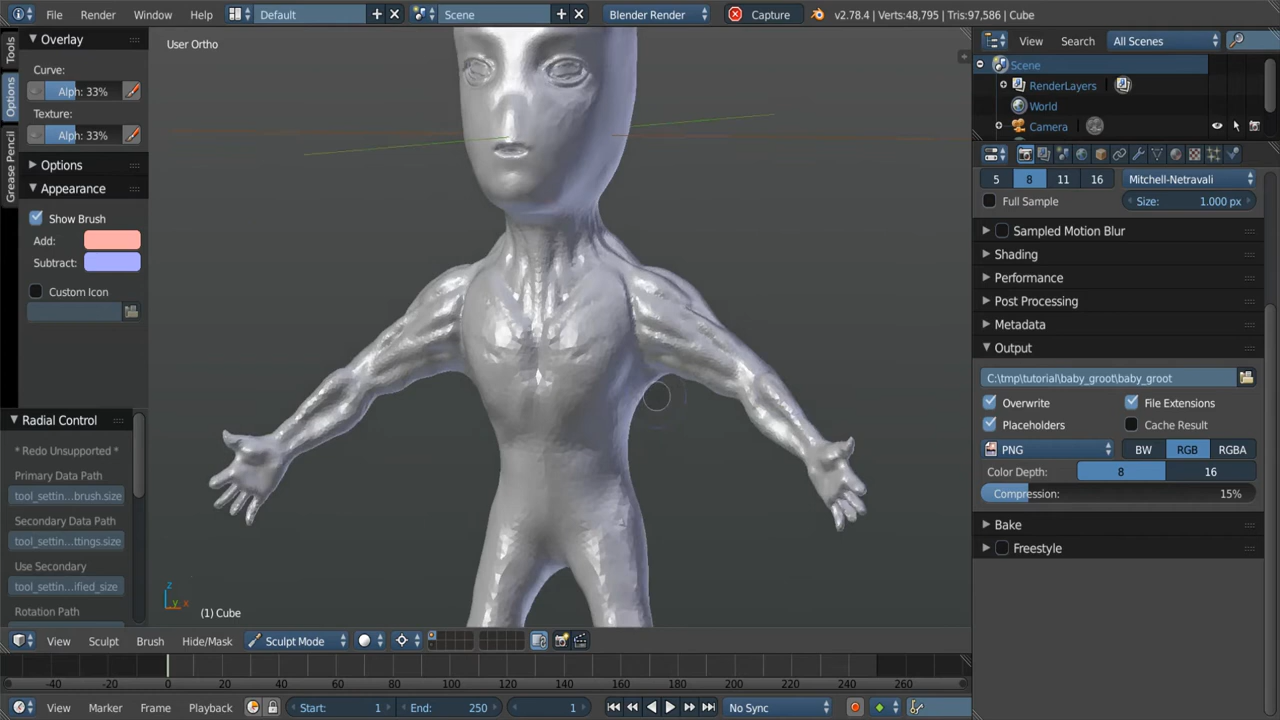 File Render Window Help Default Scene Blender Render Capture v2.78.4 | Verts:48,795 | Tris:97,586 | Cube
Tools
Options
Grease Pencil
Overlay
Curve:
Alph: 33%
Texture:
Alph: 33%
Options
Appearance
Show Brush
Add:
Subtract:
Custom Icon
Radial Control
* Redo Unsupported *
Primary Data Path
tool_settin...brush.size
Secondary Data Path
tool_settin...ttings.size
Use Secondary
tool_settin...ified_size
Rotation Path
User Ortho
z
y x
(1) Cube
View Sculpt Brush Hide/Mask Sculpt Mode
-40 -20 0 20 40 60 80 100 120 140 160 180 200 220 240 260
View Marker Frame Playback Start: 1 End: 250 1 No Sync
View Search All Scenes
Scene
RenderLayers
World
Camera
5 8 11 16 Mitchell-Netravali
Full Sample Size: 1.000 px
Sampled Motion Blur
Shading
Performance
Post Processing
Metadata
Output
C:\tmp\tutorial\baby_groot\baby_groot
Overwrite File Extensions
Placeholders Cache Result
PNG BW RGB RGBA
Color Depth: 8 16
Compression: 15%
Bake
Freestyle